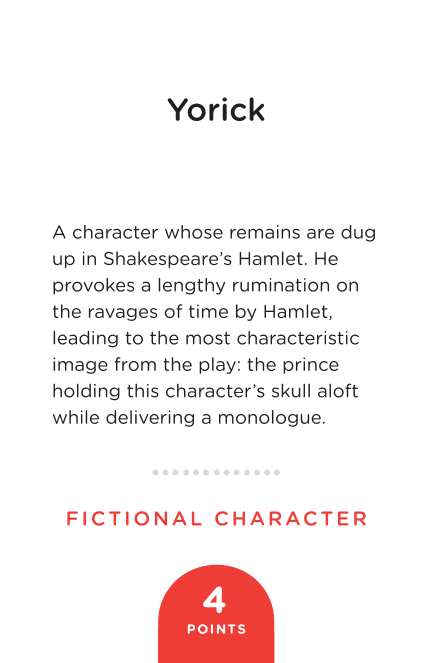 Yorick
A character whose remains are dug
up in Shakespeare’s Hamlet. He
provokes a lengthy rumination on
the ravages of time by Hamlet,
leading to the most characteristic
image from the play: the prince
holding this character’s skull aloft
while delivering a monologue.
FICTIONAL CHARACTER
4
POINTS